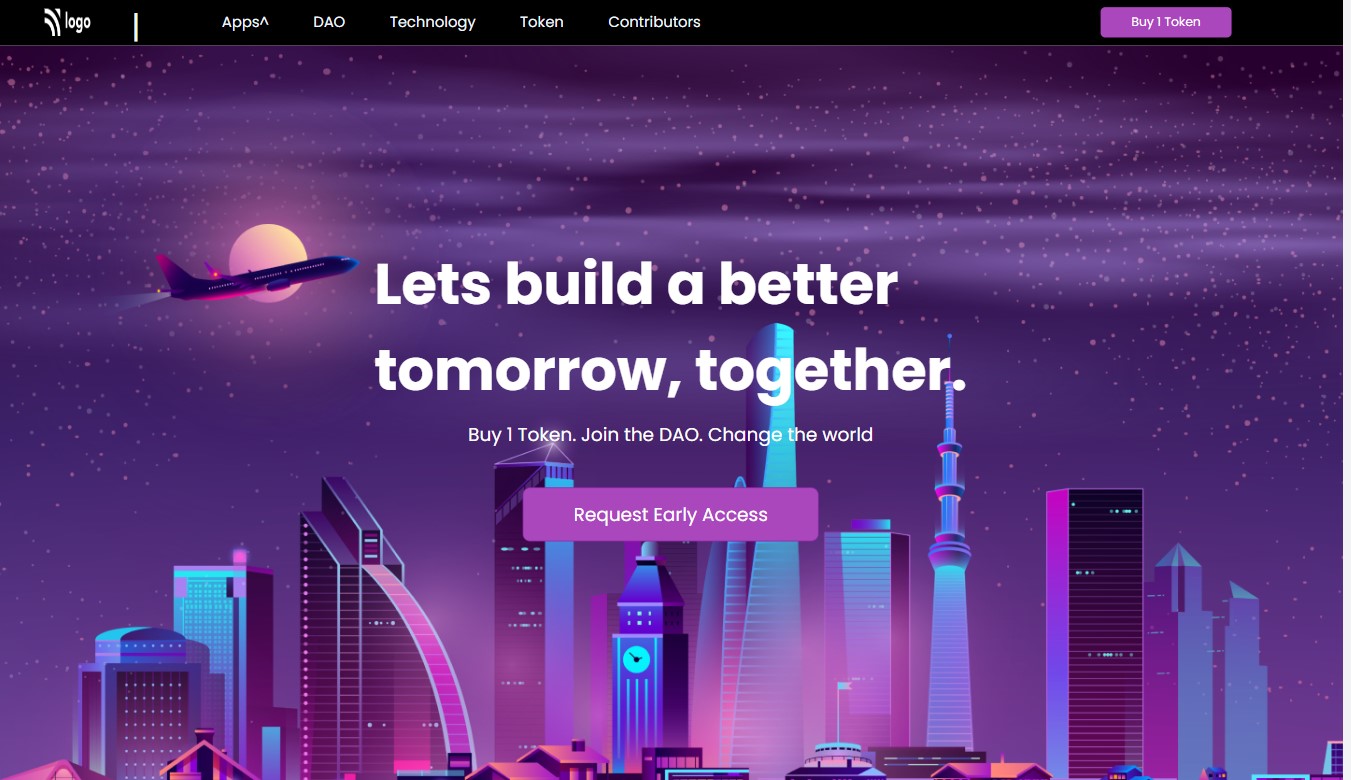 logo
Apps^ DAO Technology Token Contributors
Buy 1 Token
Lets build a better
tomorrow, together.
Buy 1 Token. Join the DAO. Change the world
Request Early Access